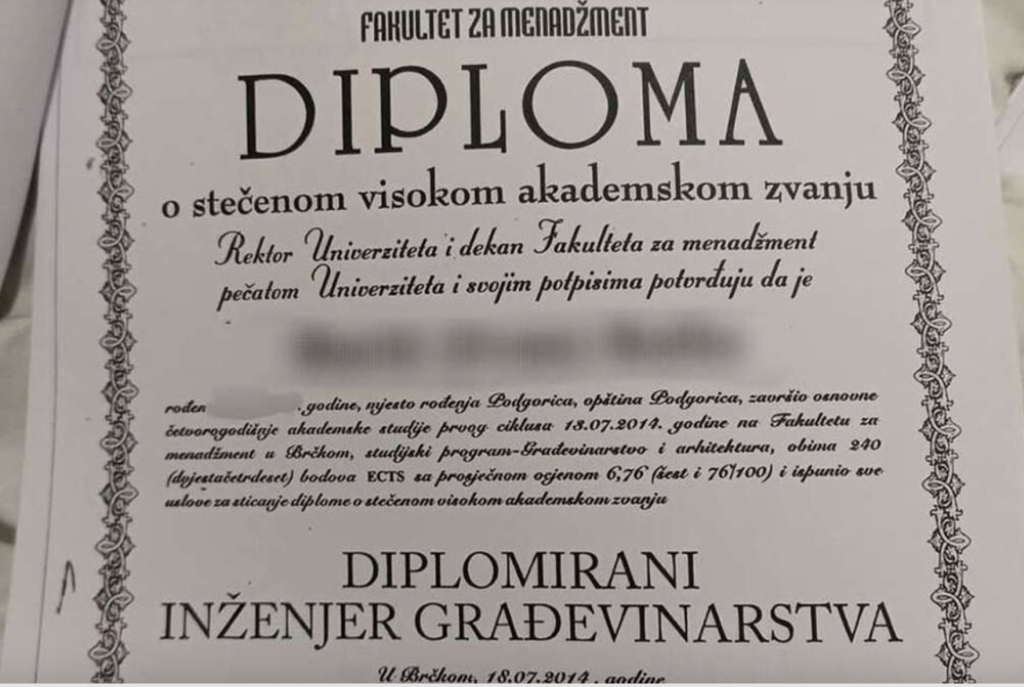 FAKULTET ZA MENADŽMENT
DIPLOMA
o stečenom visokom akademskom zvanju
Rektor Univerziteta i dekan Fakulteta za menadžment
pečatom Univerziteta i svojim potpisima potvrđuju da je
rođen . godine, mjesto rođenja Podgorica, opština Podgorica, završio osnovne
četvorogodišnje akademske studije prvog ciklusa 18.07.2014. godine na Fakultetu za
menadžment u Brčkom, studijski program-Građevinarstvo i arhitektura, obima 240
(dvjestačetrdeset) bodova ECTS sa prosječnom ocjenom 6,76 (šest i 76/100) i ispunio sve
uslove za sticanje diplome o stečenom visokom akademskom zvanju
DIPLOMIRANI
INŽENJER GRAĐEVINARSTVA
U Brčkom, 18.07.2014. godine